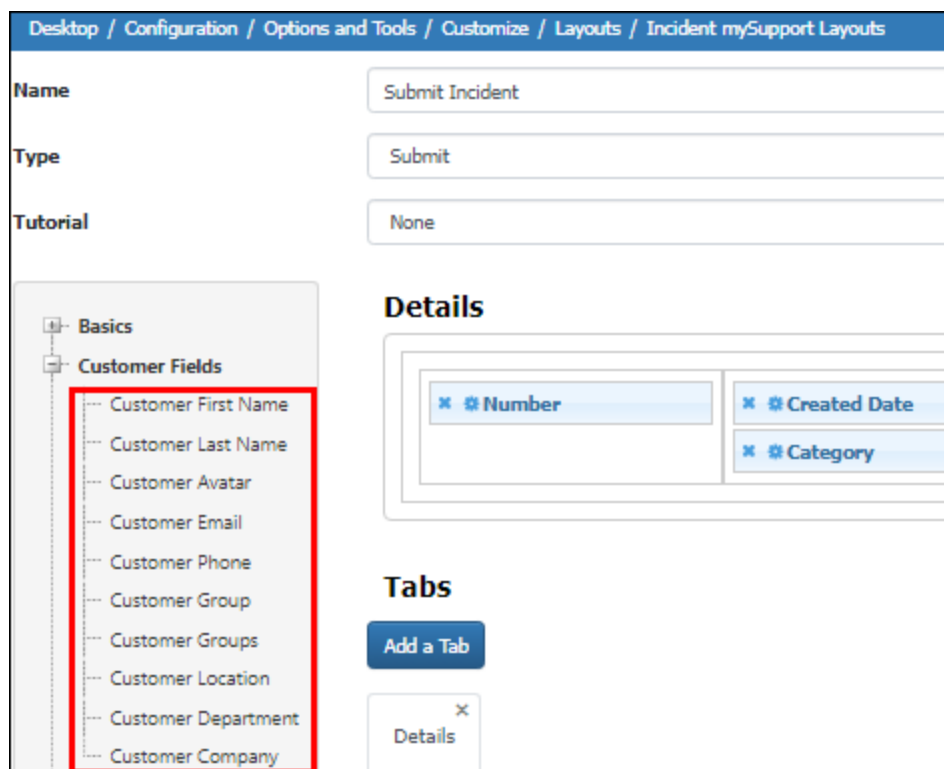 Desktop / Configuration / Options and Tools / Customize / Layouts / Incident mySupport Layouts
Name
Submit Incident
Type
Submit
Tutorial
None
Basics
Customer Fields
Customer First Name
Customer Last Name
Customer Avatar
Customer Email
Customer Phone
Customer Group
Customer Groups
Customer Location
Customer Department
Customer Company
Details
Number
Created Date
Category
Tabs
Add a Tab
Details